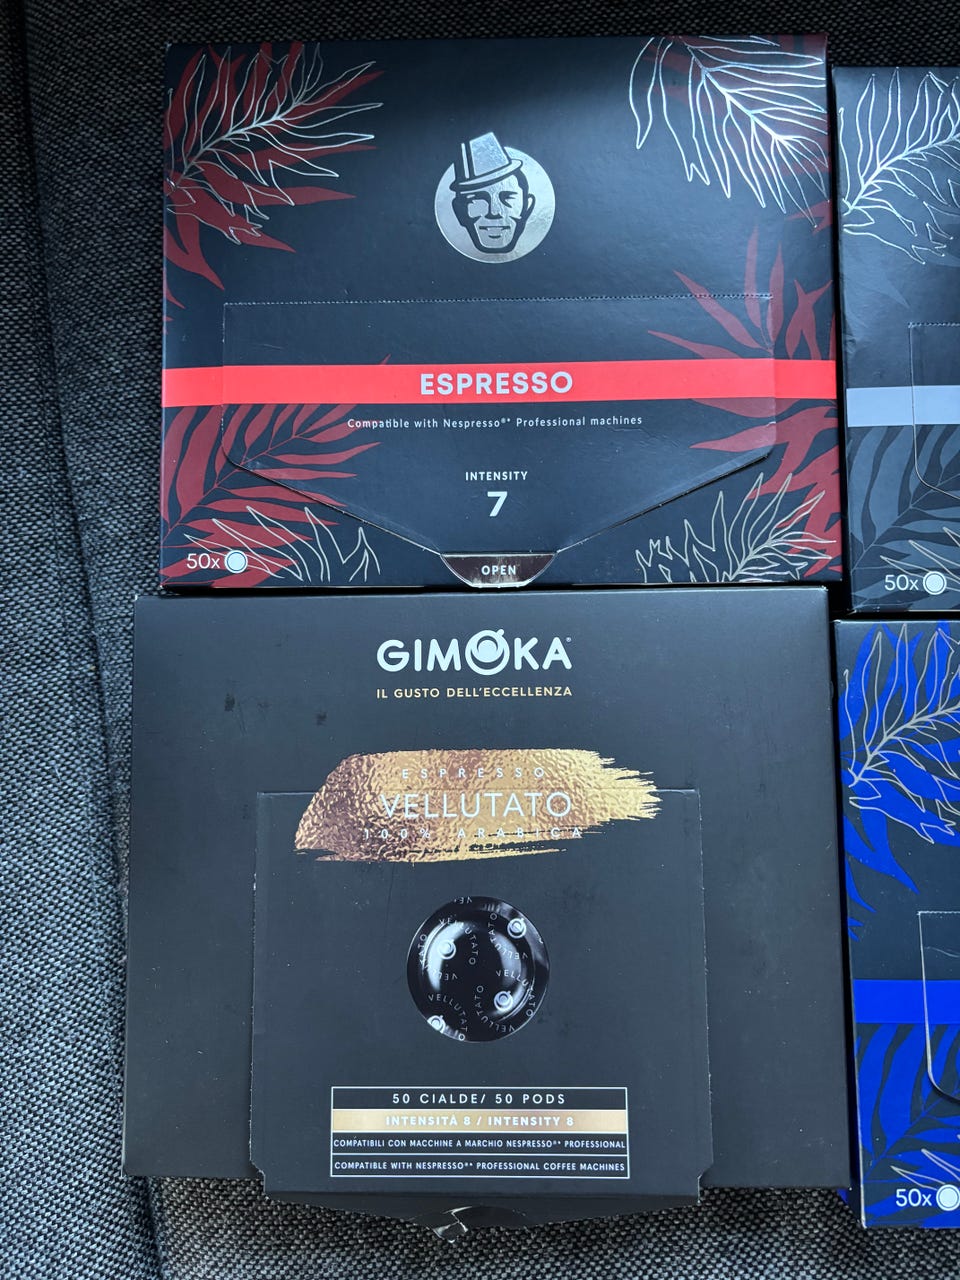 ESPRESSO
Compatible with Nespresso®* Professional machines
INTENSITY
7
50x
OPEN
50x
GIMOKA®
IL GUSTO DELL'ECCELLENZA
ESPRESSO
VELLUTATO
100% ARABICA
VELLUTATO
VELLUTATO
VELLUTATO
50 CIALDE/ 50 PODS
INTENSITÀ 8 / INTENSITY 8
COMPATIBILI CON MACCHINE A MARCHIO NESPRESSO®* PROFESSIONAL
COMPATIBLE WITH NESPRESSO®* PROFESSIONAL COFFEE MACHINES
50x